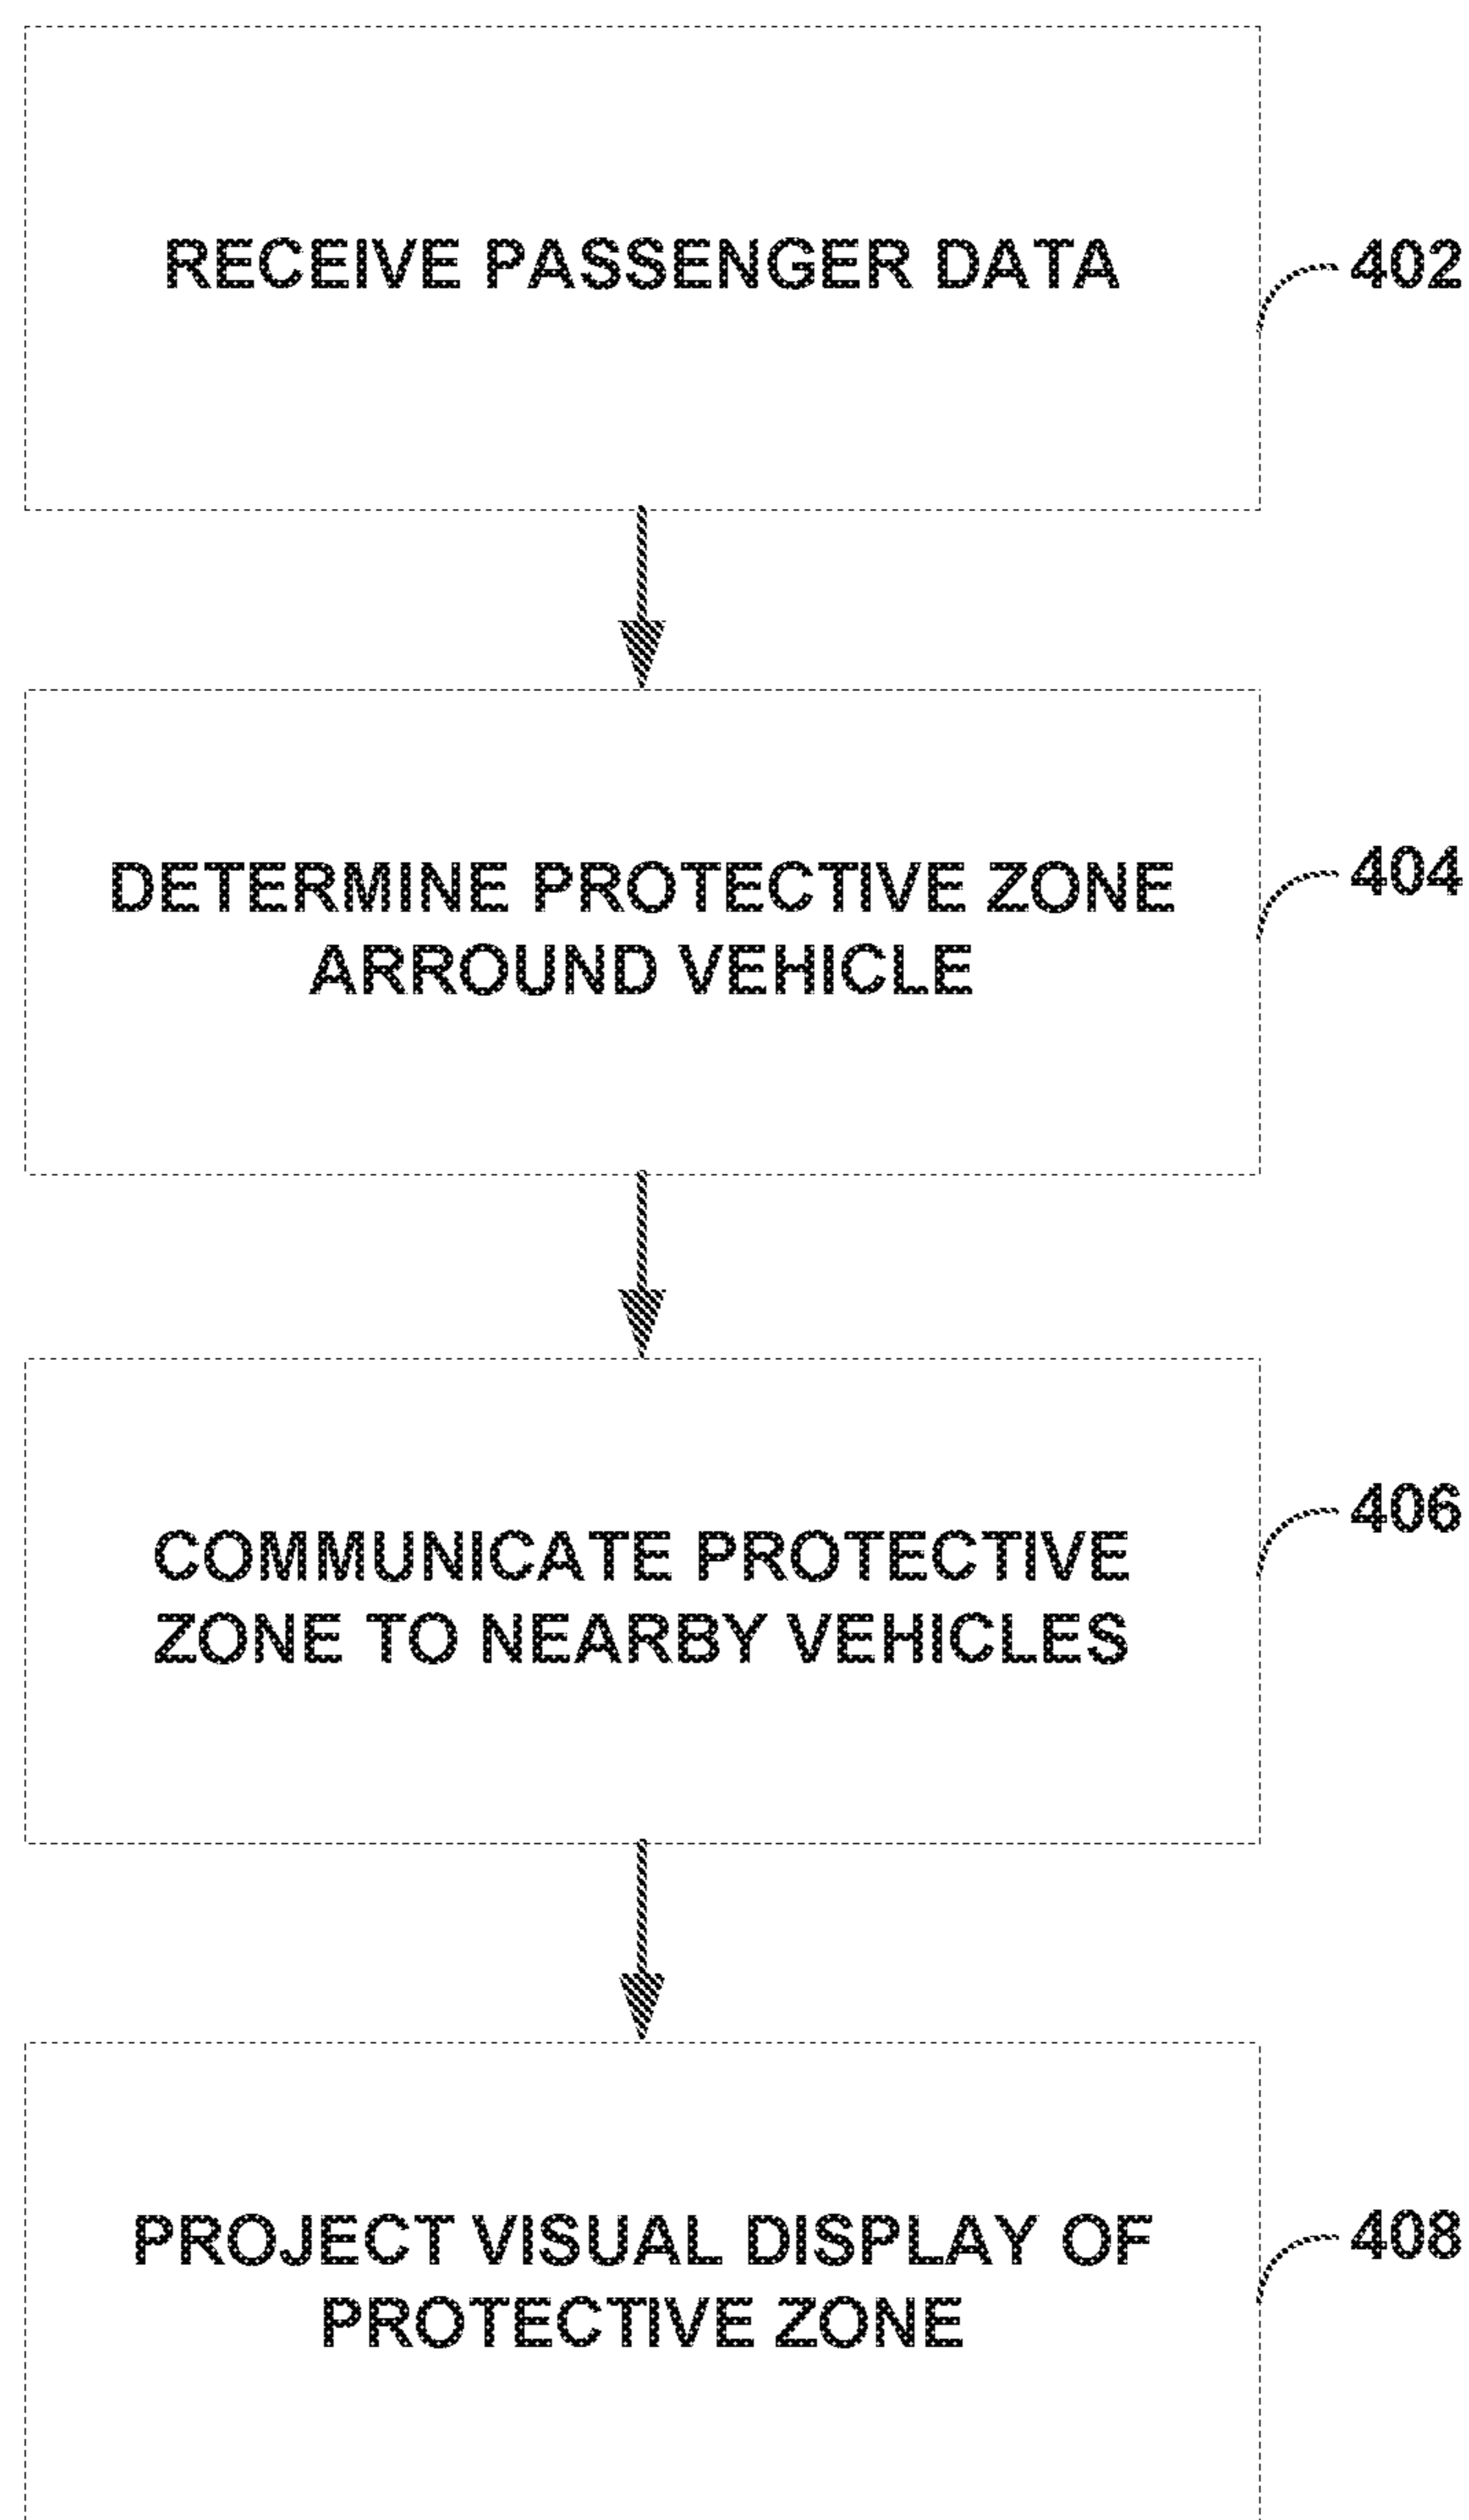 RECEIVE PASSENGER DATA
402
DETERMINE PROTECTIVE ZONE
ARROUND VEHICLE
404
COMMUNICATE PROTECTIVE
ZONE TO NEARBY VEHICLES
406
PROJECT VISUAL DISPLAY OF
PROTECTIVE ZONE
408